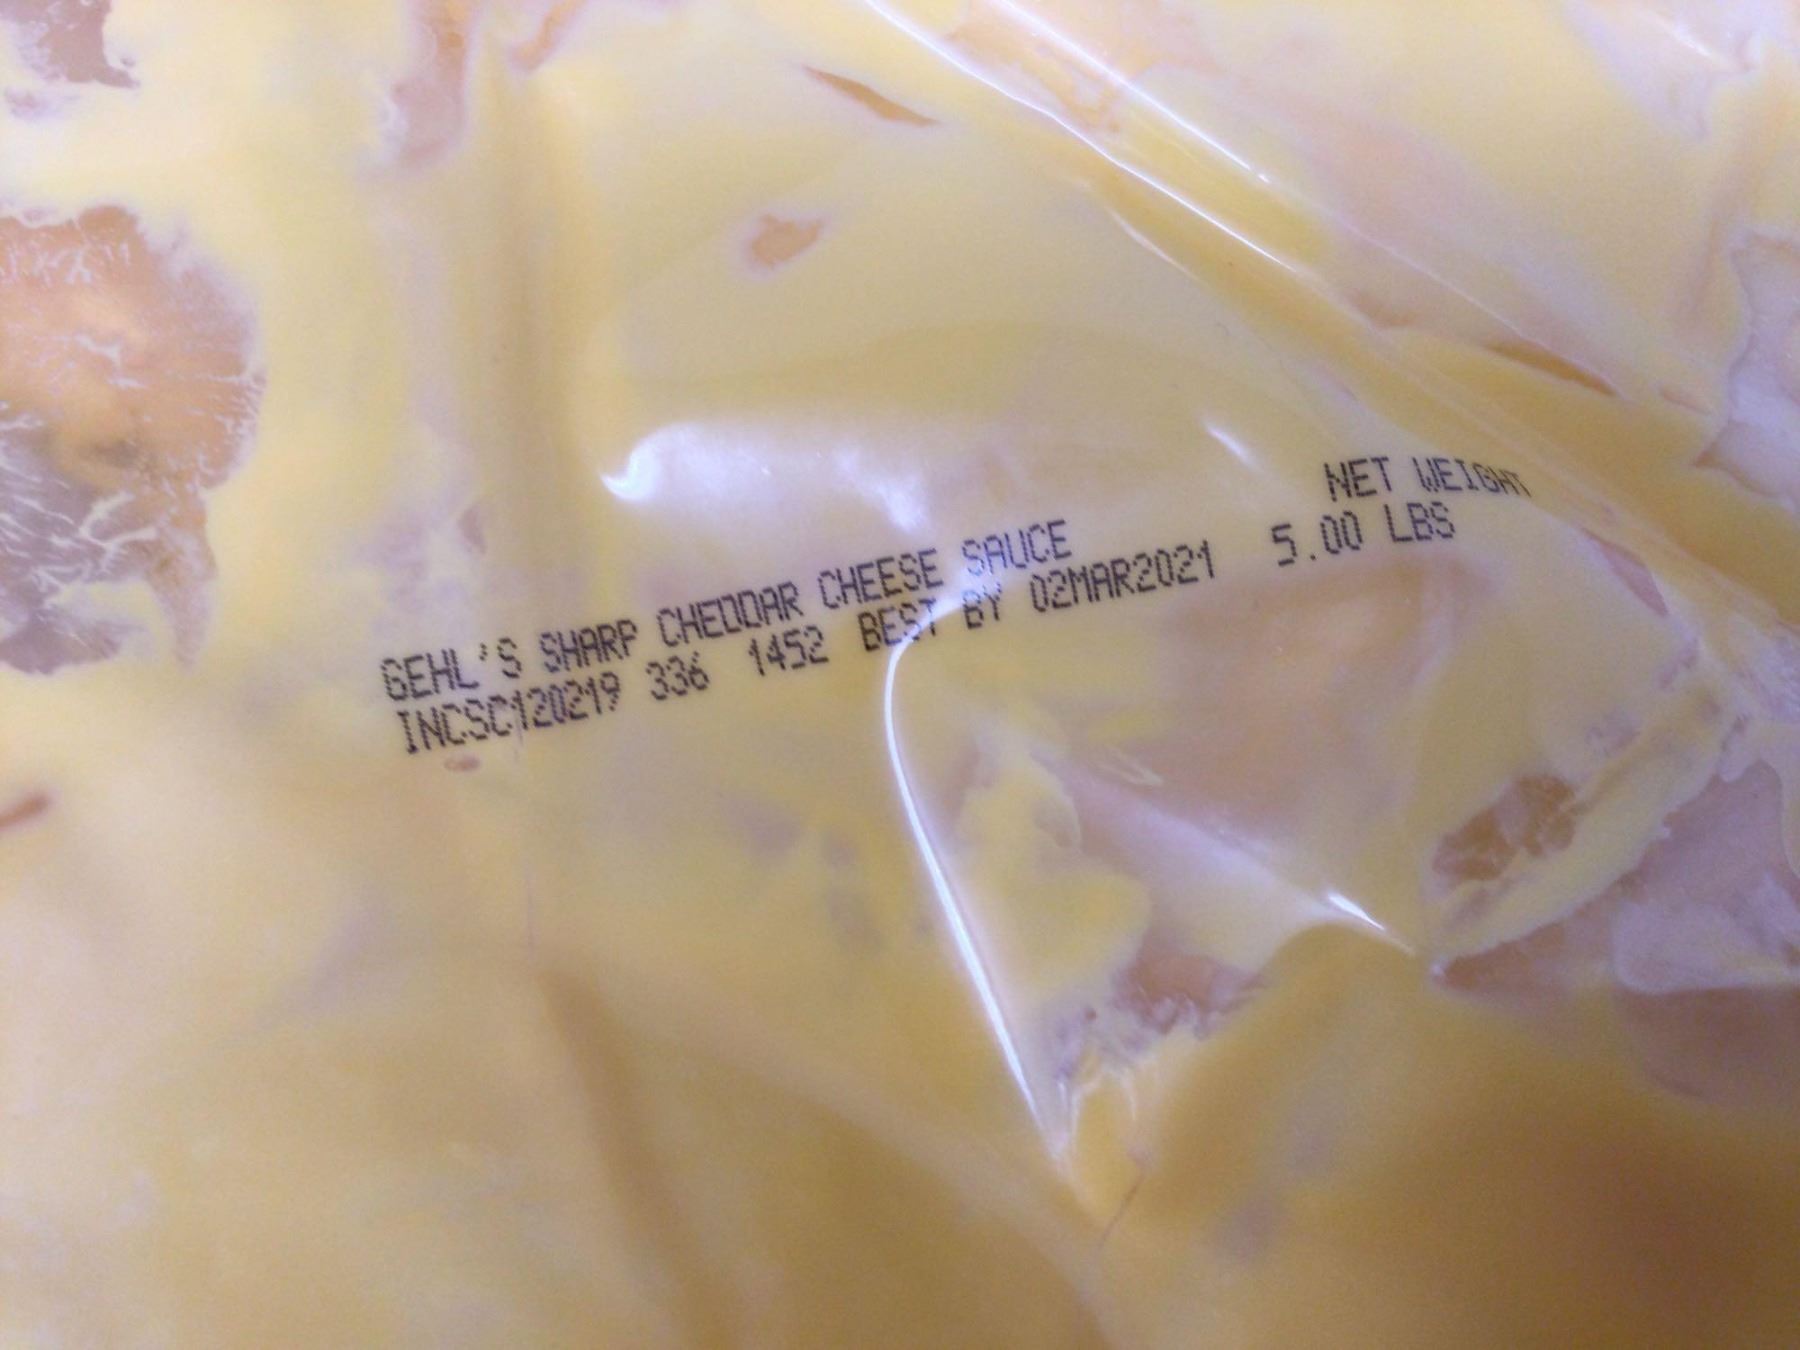 GEHL'S SHARP CHEDDAR CHEESE SAUCE NET WEIGHT
INCSC120219 336 1452 BEST BY 02MAR2021 5.00 LBS